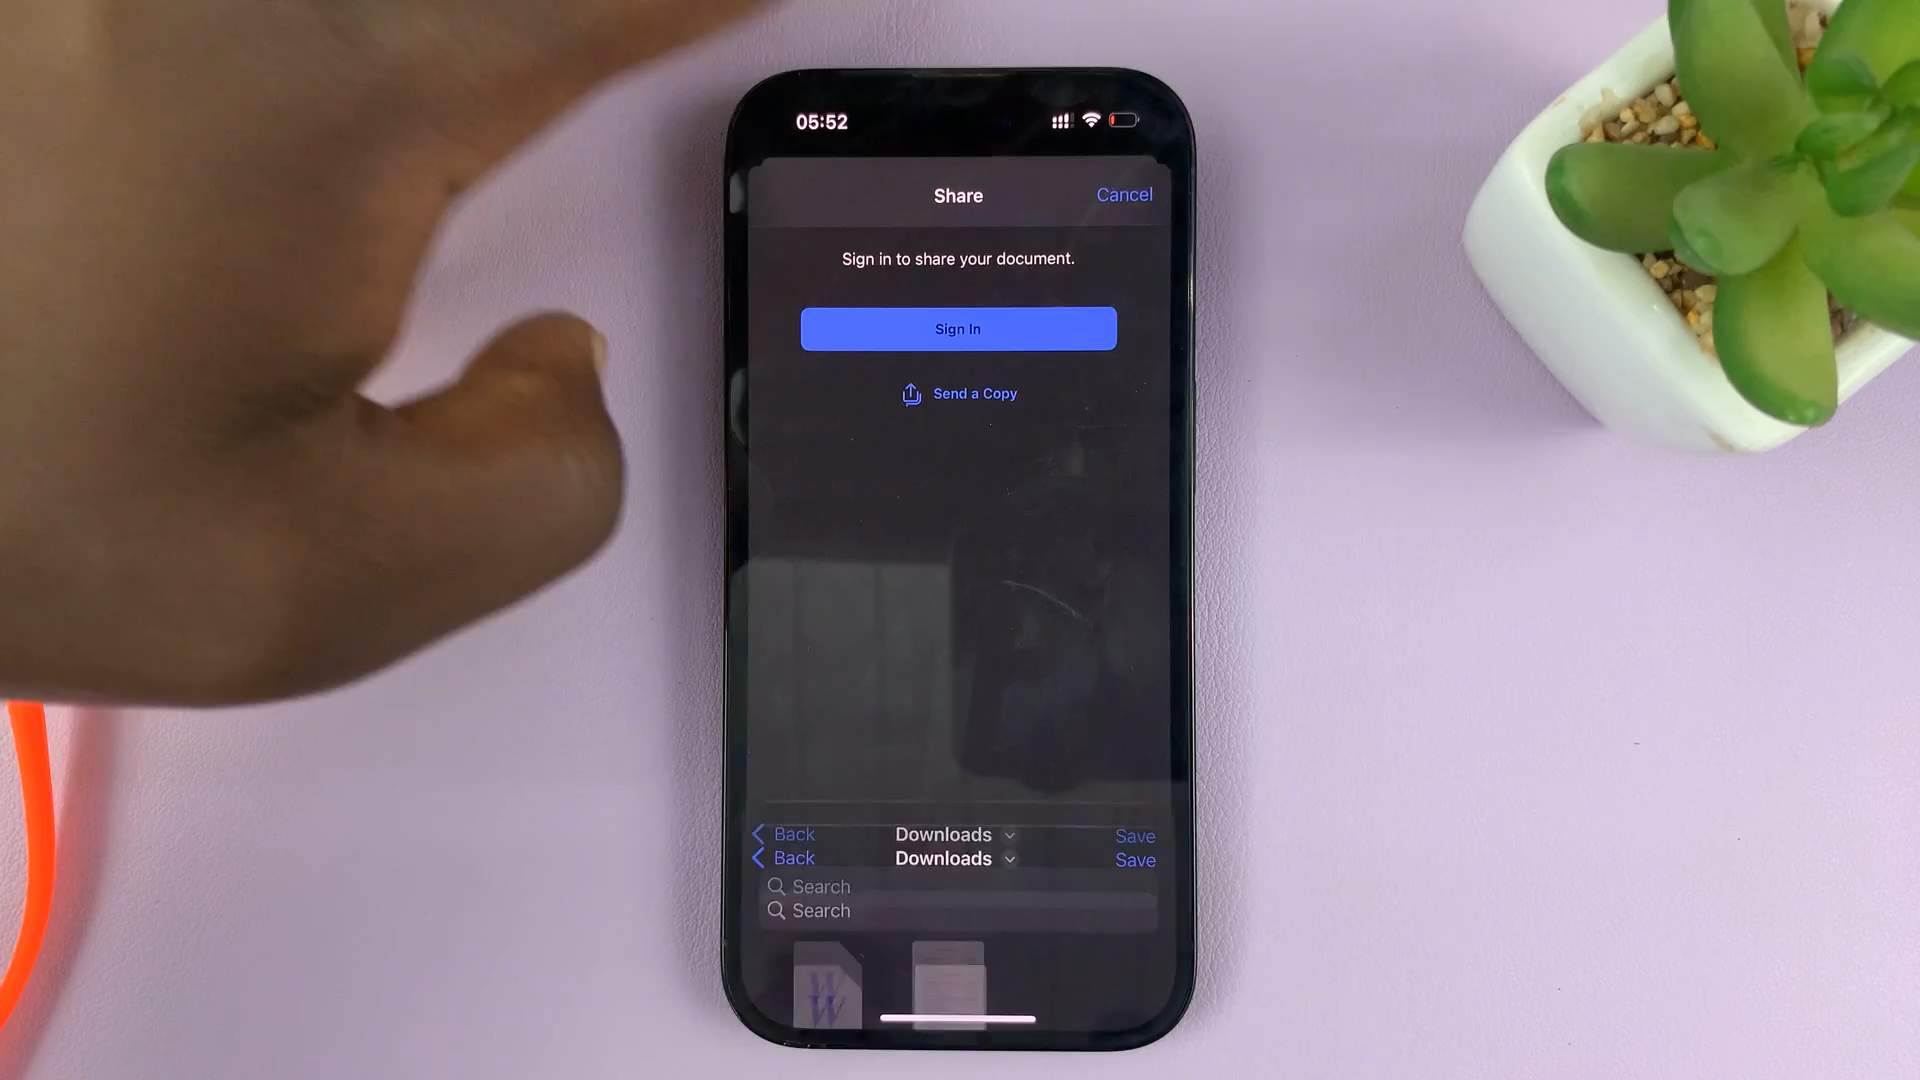 05:52
Share
Cancel
Sign in to share your document.
Sign In
Send a Copy
Back
Downloads
Save
Back
Downloads
Save
Search
Search
W
W